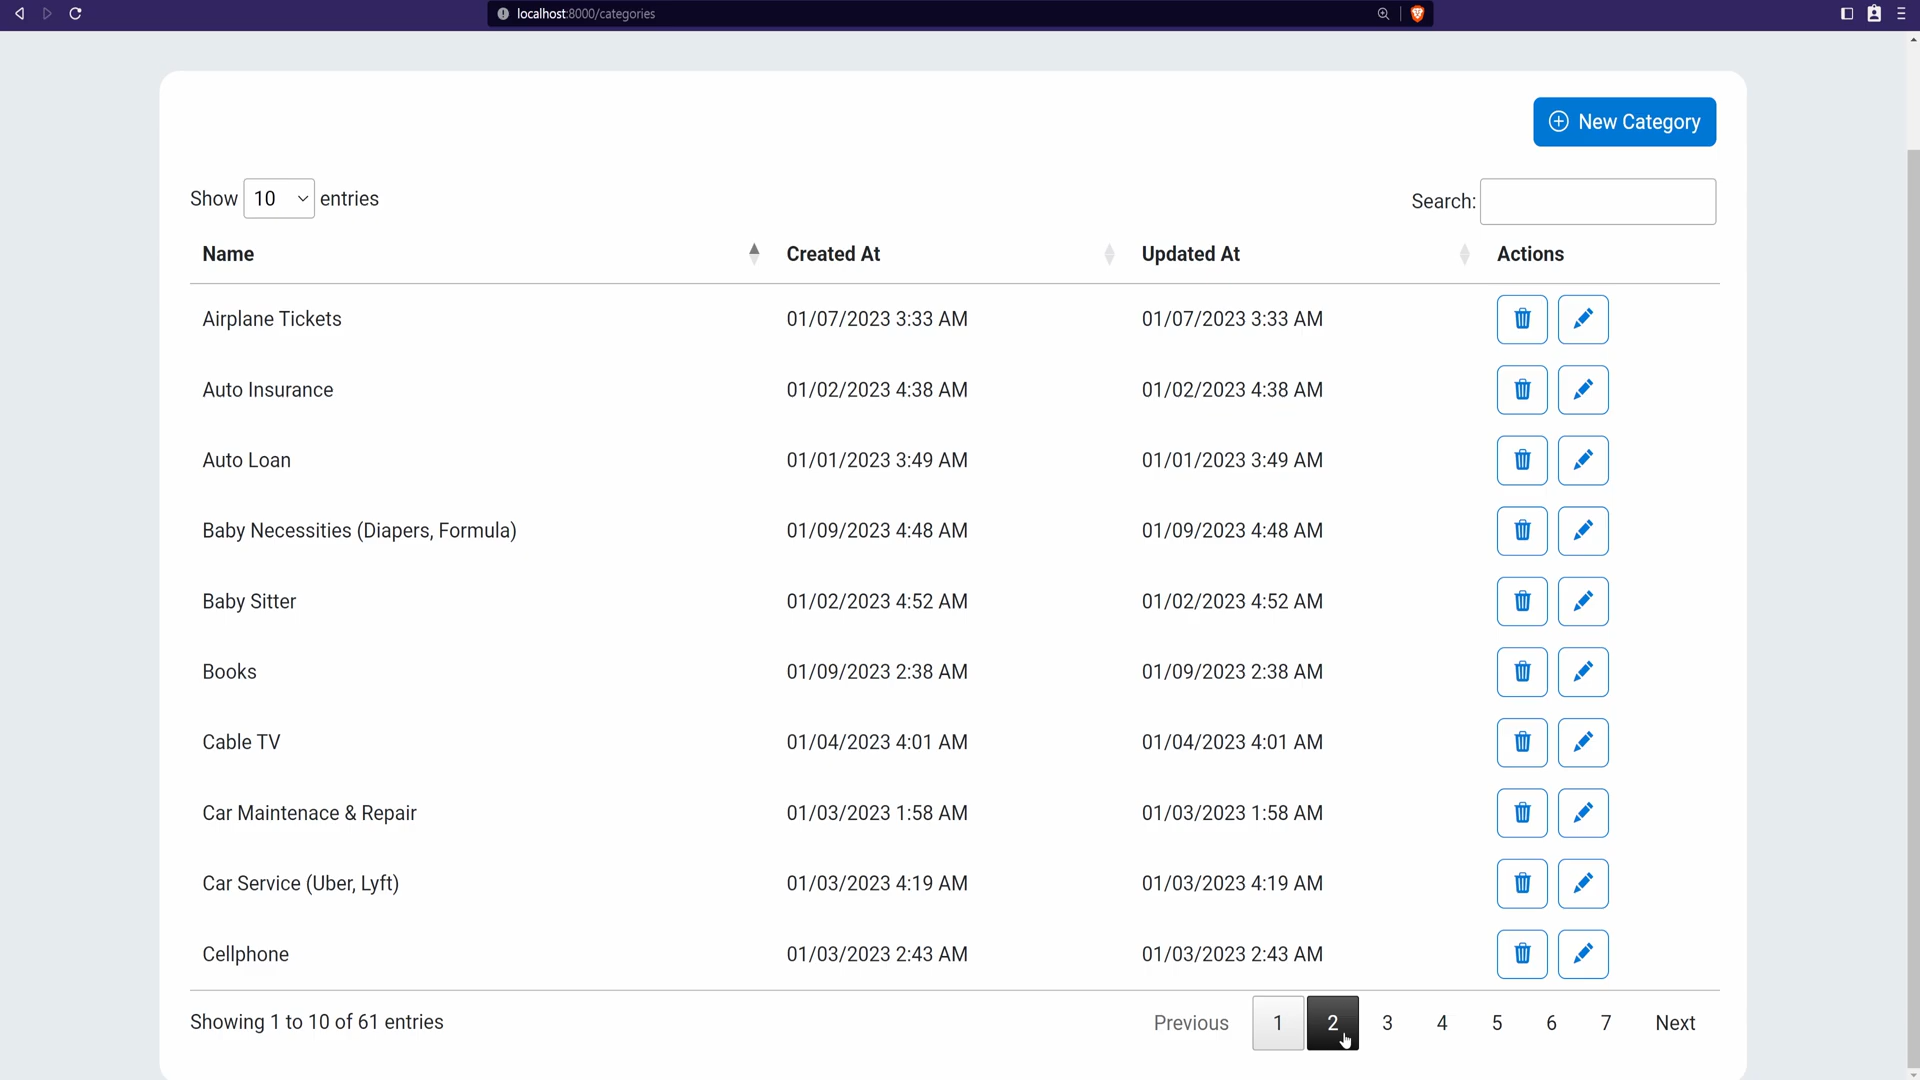 localhost:8000/categories
New Category
Show 10 entries
Search:
Name Created At Updated At Actions
Airplane Tickets 01/07/2023 3:33 AM 01/07/2023 3:33 AM
Auto Insurance 01/02/2023 4:38 AM 01/02/2023 4:38 AM
Auto Loan 01/01/2023 3:49 AM 01/01/2023 3:49 AM
Baby Necessities (Diapers, Formula) 01/09/2023 4:48 AM 01/09/2023 4:48 AM
Baby Sitter 01/02/2023 4:52 AM 01/02/2023 4:52 AM
Books 01/09/2023 2:38 AM 01/09/2023 2:38 AM
Cable TV 01/04/2023 4:01 AM 01/04/2023 4:01 AM
Car Maintenace & Repair 01/03/2023 1:58 AM 01/03/2023 1:58 AM
Car Service (Uber, Lyft) 01/03/2023 4:19 AM 01/03/2023 4:19 AM
Cellphone 01/03/2023 2:43 AM 01/03/2023 2:43 AM
Showing 1 to 10 of 61 entries Previous 1 2 3 4 5 6 7 Next